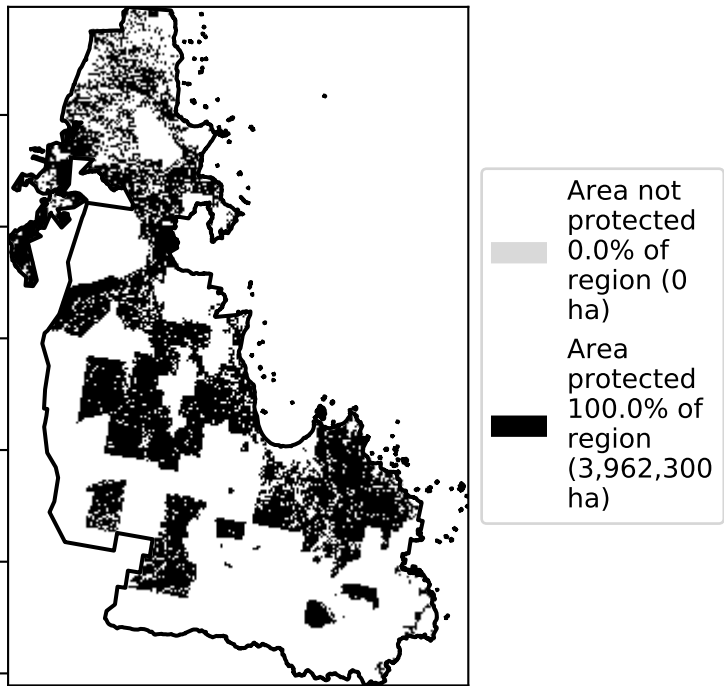 Area not
protected
0.0% of
region (0
ha)
Area
protected
100.0% of
region
(3,962,300
ha)